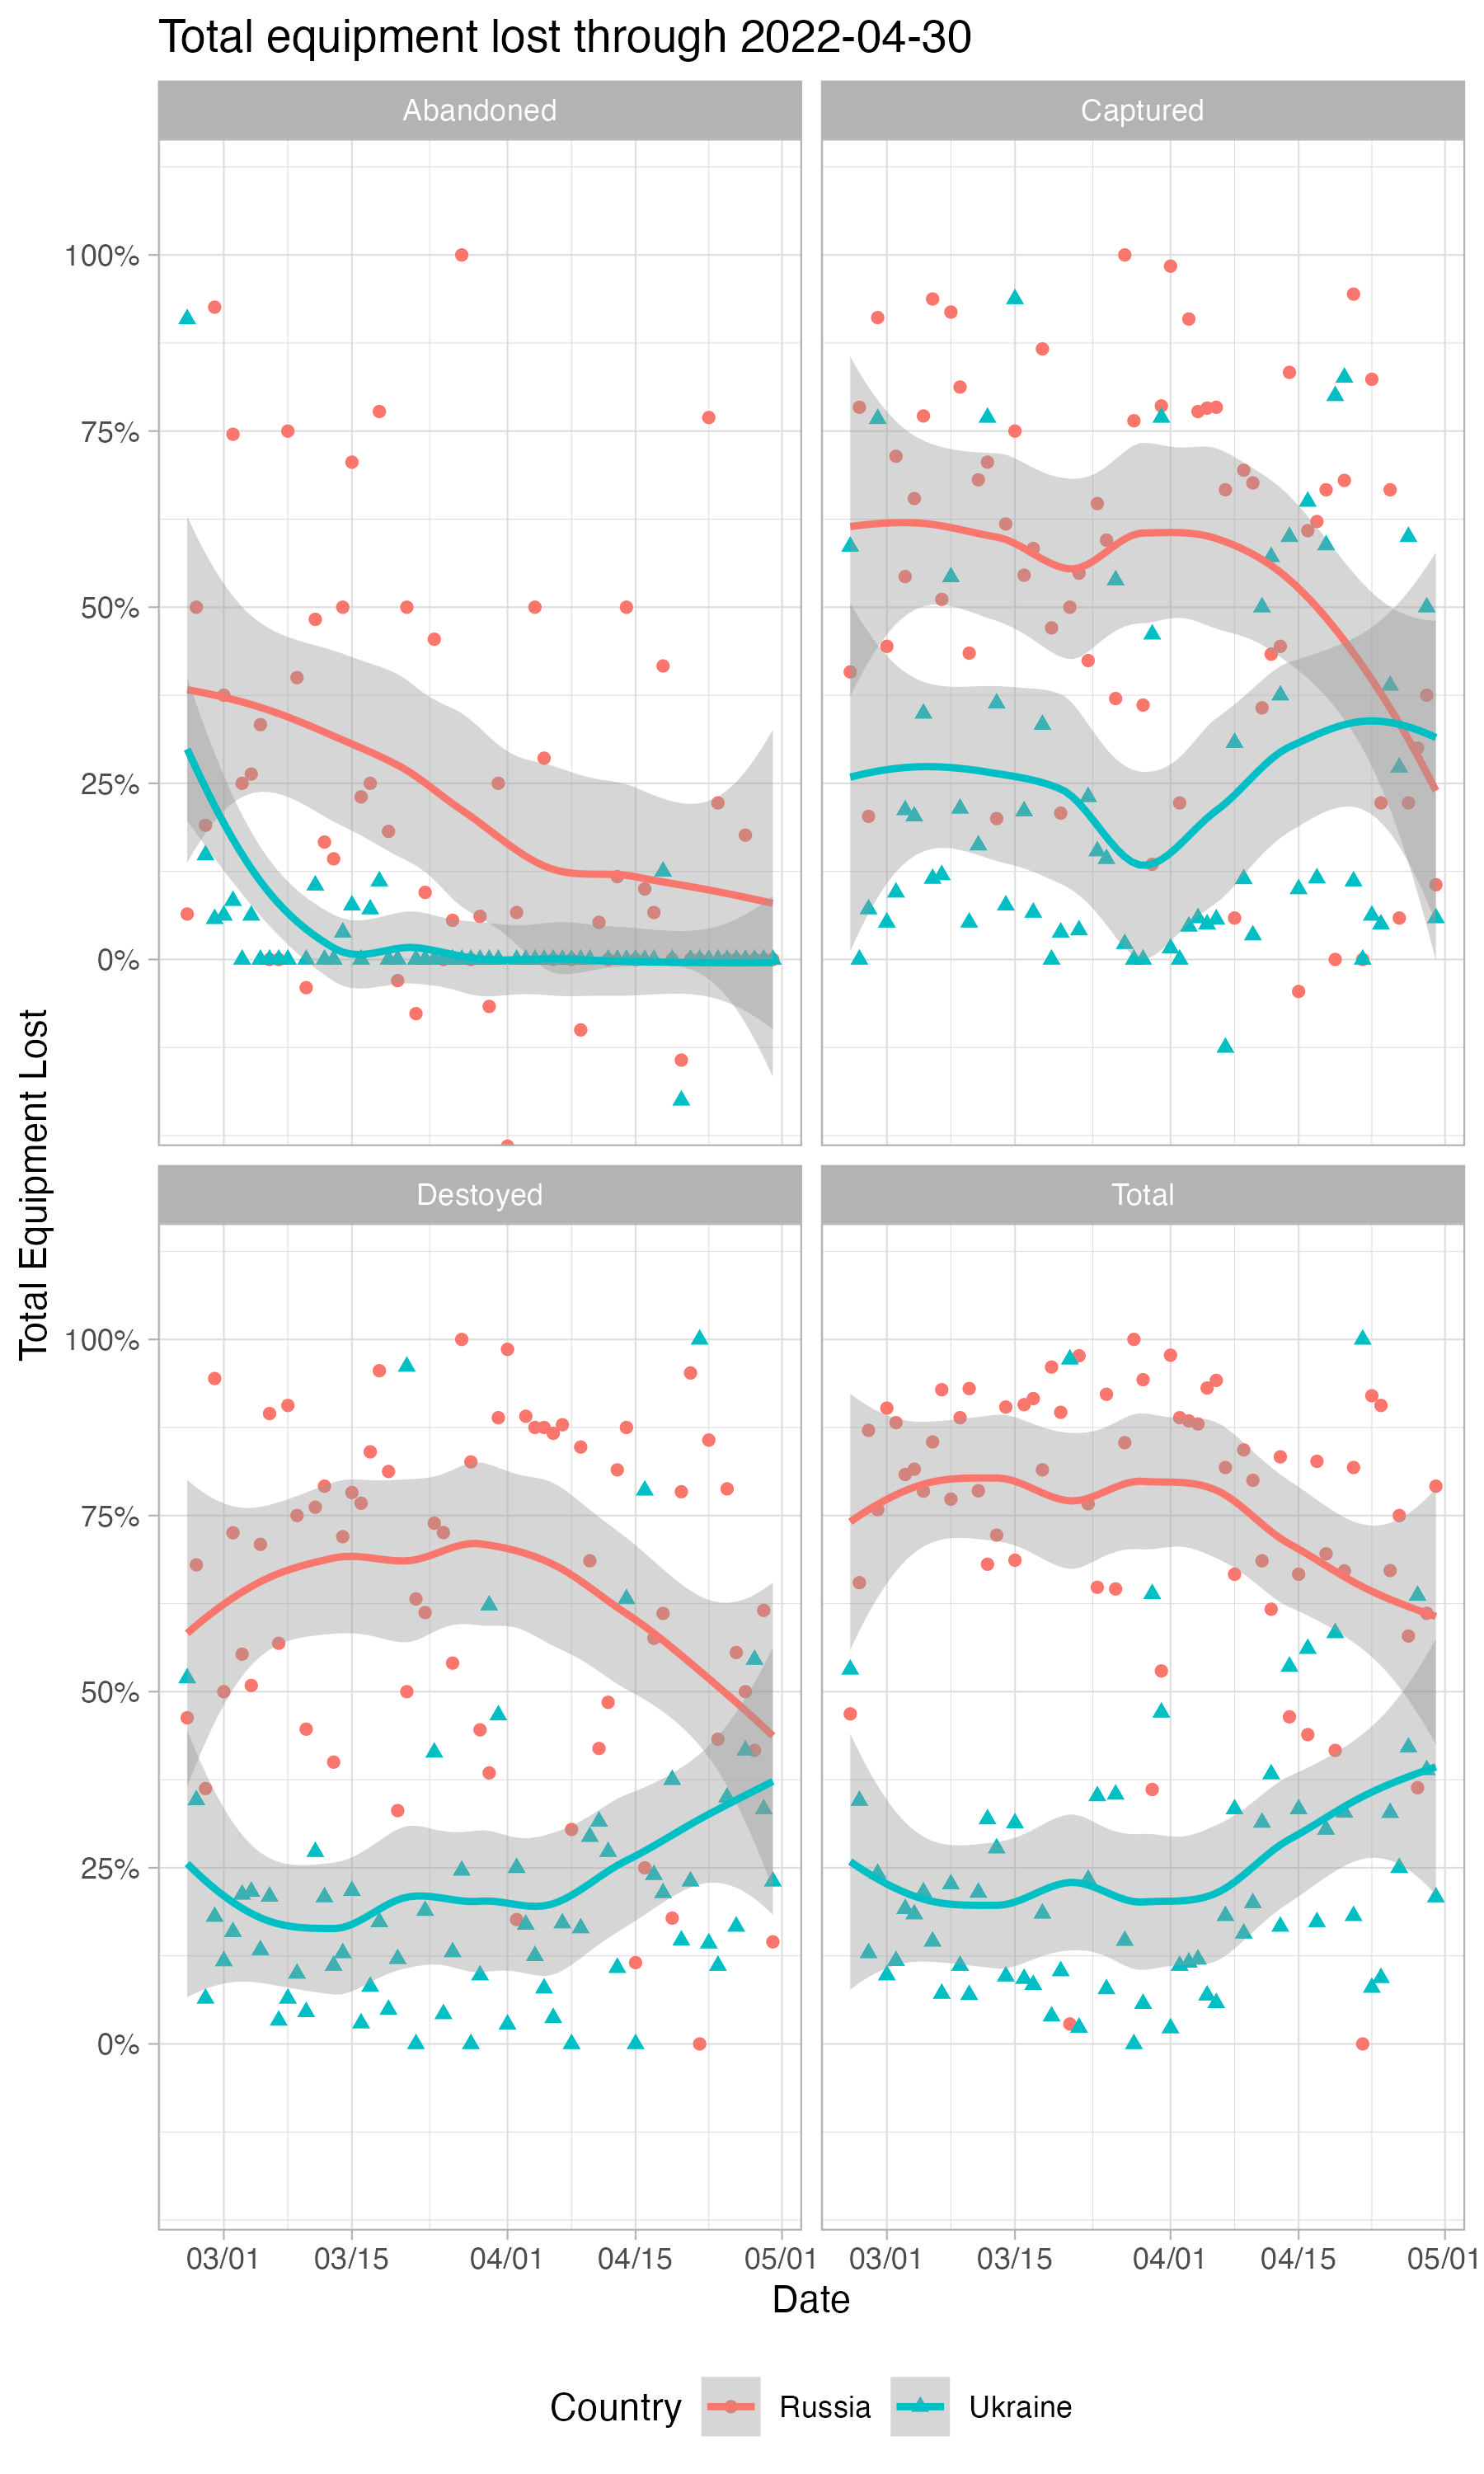 Total equipment lost through 2022-04-30
Abandoned
Captured
100%
75%
50%
25%
0%
Total Equipment Lost
Destoyed
Total
100%
75%
50%
25%
0%
03/01 03/15 04/01 04/15 05/01
03/01 03/15 04/01 04/15 05/01
Date
Country Russia Ukraine